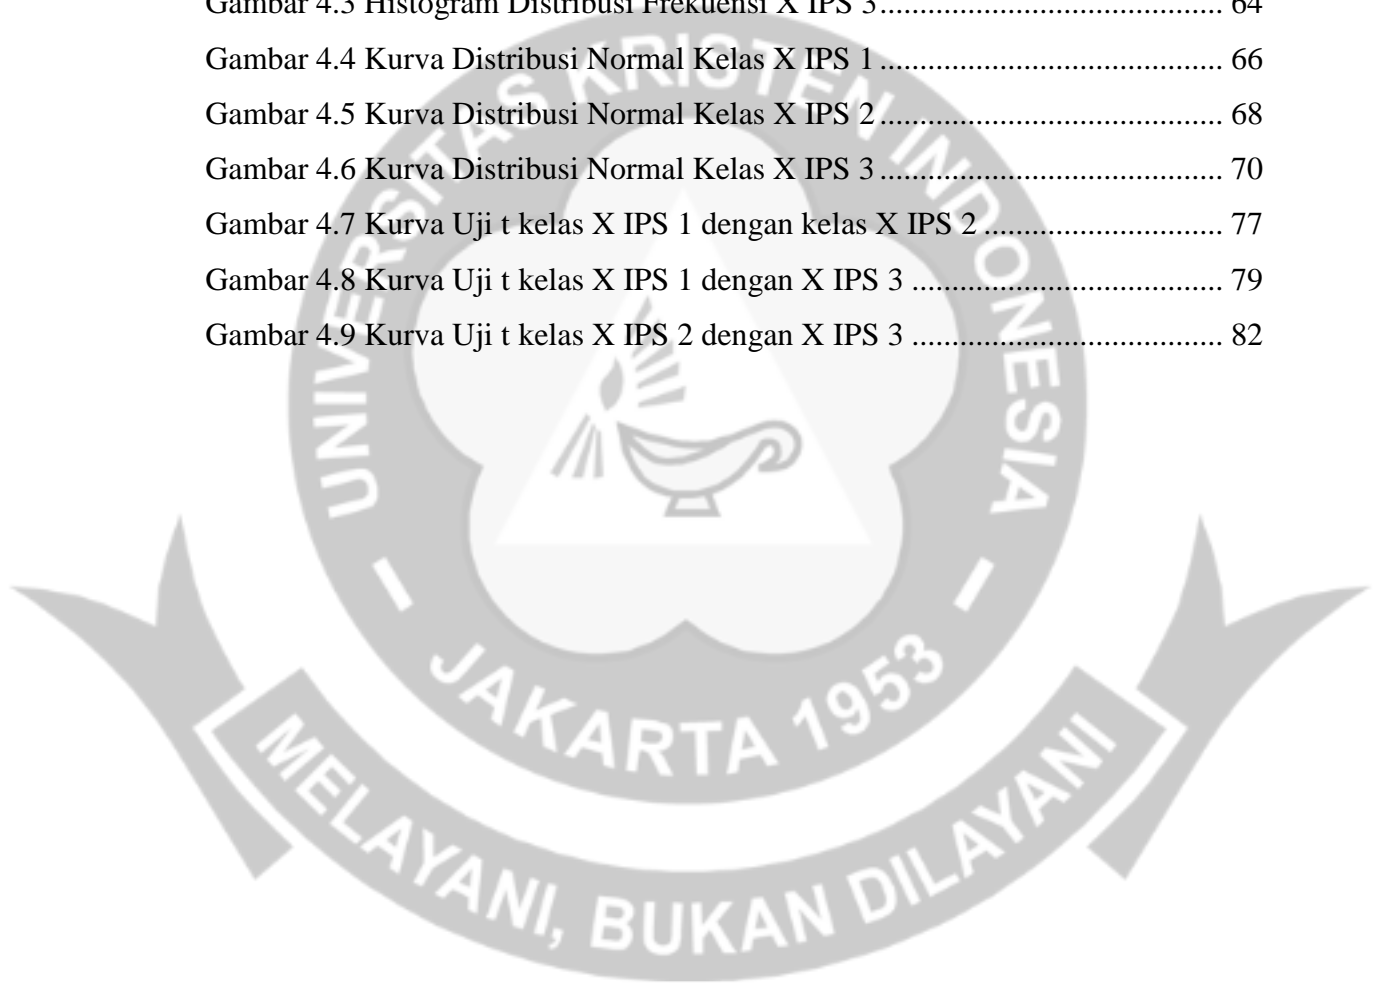 Gambar 4.3 Histogram Distribusi Frekuensi X IPS 3............................................ 64
Gambar 4.4 Kurva Distribusi Normal Kelas X IPS 1 ............................................ 66
Gambar 4.5 Kurva Distribusi Normal Kelas X IPS 2 ............................................ 68
Gambar 4.6 Kurva Distribusi Normal Kelas X IPS 3 ............................................ 70
Gambar 4.7 Kurva Uji t kelas X IPS 1 dengan kelas X IPS 2 .............................. 77
Gambar 4.8 Kurva Uji t kelas X IPS 1 dengan X IPS 3 ........................................ 79
Gambar 4.9 Kurva Uji t kelas X IPS 2 dengan X IPS 3 ........................................ 82
UNIVERSITAS KRISTEN INDONESIA
JAKARTA 1953
MELAYANI, BUKAN DILAYANI